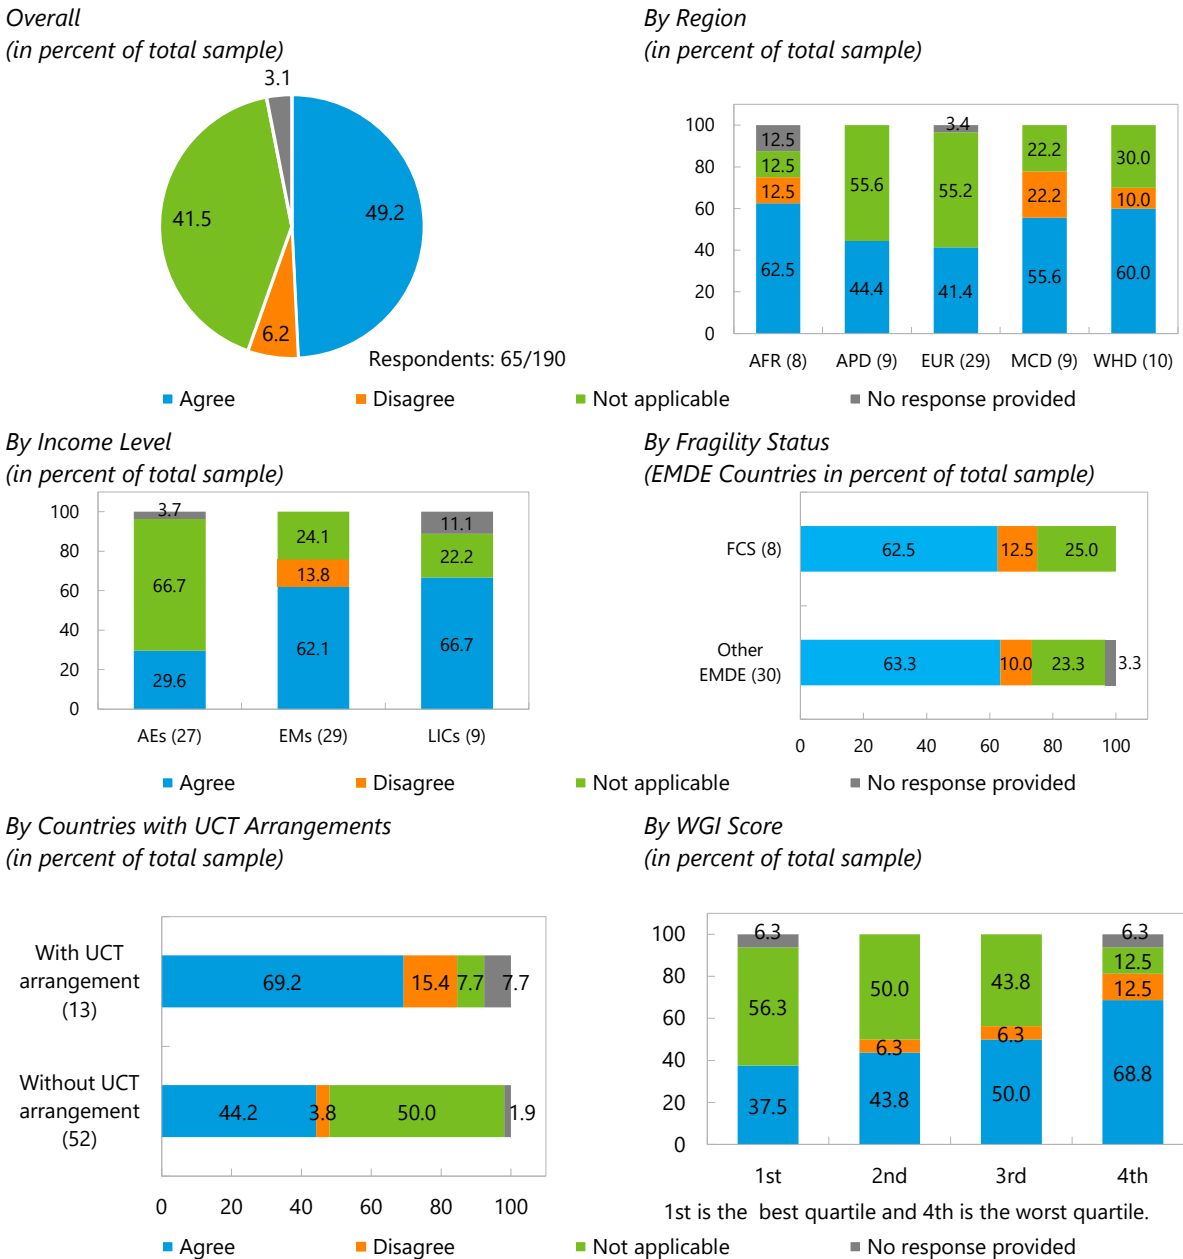 Overall
(in percent of total sample)
3.1
41.5
49.2
6.2
Respondents: 65/190
By Region
(in percent of total sample)
100
80
60
40
20
0
12.5
12.5
12.5
62.5
55.6
44.4
3.4
55.2
41.4
22.2
22.2
55.6
30.0
10.0
60.0
AFR (8) APD (9) EUR (29) MCD (9) WHD (10)
Agree Disagree Not applicable No response provided
By Income Level
(in percent of total sample)
100
80
60
40
20
0
3.7
66.7
29.6
24.1
13.8
62.1
11.1
22.2
66.7
AEs (27) EMs (29) LICs (9)
By Fragility Status
(EMDE Countries in percent of total sample)
FCS (8)
62.5 12.5 25.0
Other
EMDE (30)
63.3 10.0 23.3 3.3
0 20 40 60 80 100
Agree Disagree Not applicable No response provided
By Countries with UCT Arrangements
(in percent of total sample)
With UCT
arrangement
(13)
69.2 15.4 7.7 7.7
Without UCT
arrangement
(52)
44.2 3.8 50.0 1.9
0 20 40 60 80 100
By WGI Score
(in percent of total sample)
100
80
60
40
20
0
6.3
56.3
37.5
50.0
6.3
43.8
43.8
6.3
50.0
6.3
12.5
12.5
68.8
1st 2nd 3rd 4th
1st is the best quartile and 4th is the worst quartile.
Agree Disagree Not applicable No response provided